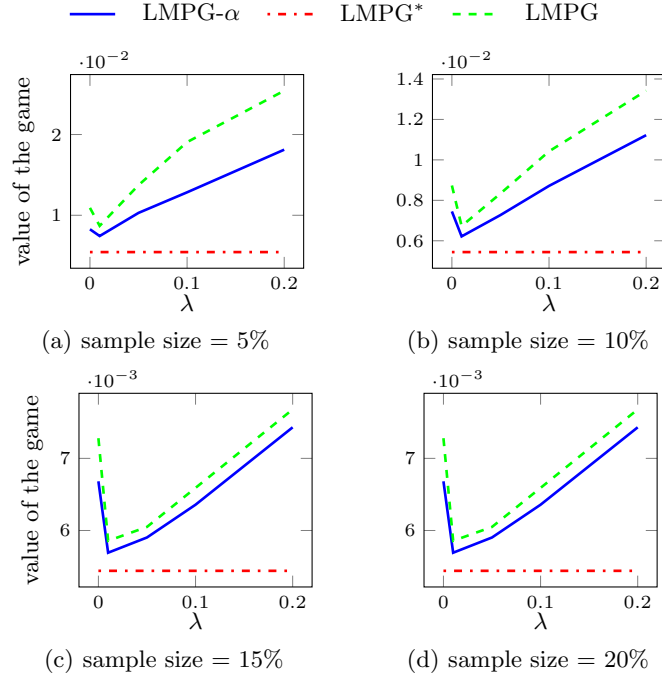 LMPG-α LMPG* LMPG
·10⁻² ·10⁻²
value of the game
2
1
0 0.1 0.2
λ
1.4
1.2
1
0.8
0.6
0 0.1 0.2
λ
(a) sample size = 5% (b) sample size = 10%
·10⁻³ ·10⁻³
value of the game
7
6
0 0.1 0.2
λ
7
6
0 0.1 0.2
λ
(c) sample size = 15% (d) sample size = 20%